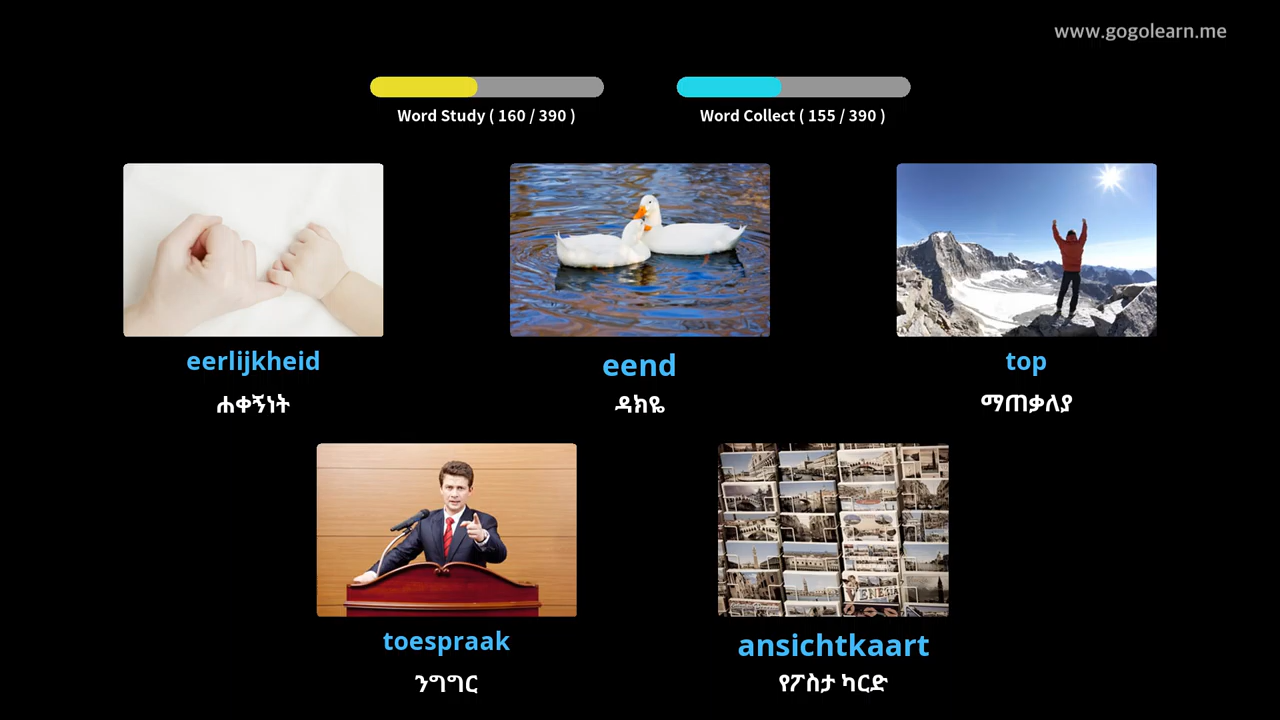 www.gogolearn.me
Word Study ( 160 / 390 )
Word Collect ( 155 / 390 )
eerlijkheid
eend
top
ሐቀኝነት
ዳክዬ
ማጠቃለያ
toespraak
ansichtkaart
ንግግር
የፖስታ ካርድ